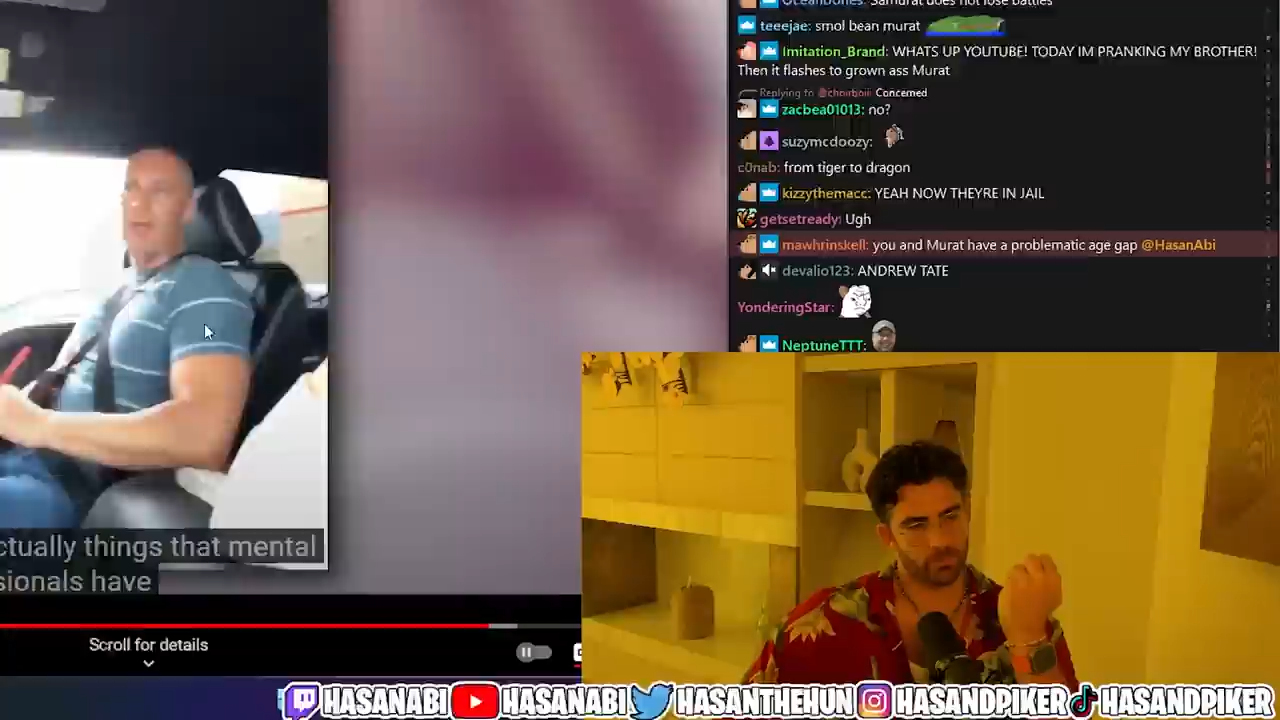 Oceanbones: Samurai does not lose battles
teeejae: smol bean murat
Imitation_Brand: WHATS UP YOUTUBE! TODAY IM PRANKING MY BROTHER!
Then it flashes to grown ass Murat
Replying to Concerned
zacbea01013: no?
suzymcdoozy:
c0nab: from tiger to dragon
kizzythemacc: YEAH NOW THEYRE IN JAIL
getsetready: Ugh
mawhrinskell: you and Murat have a problematic age gap @HasanAbi
devalio123: ANDREW TATE
YonderingStar:
NeptuneTTT:
ctually things that mental
sionals have
Scroll for details
HASANABI HASANABI HASANTHEHUN HASANDPIKER HASANDPIKER